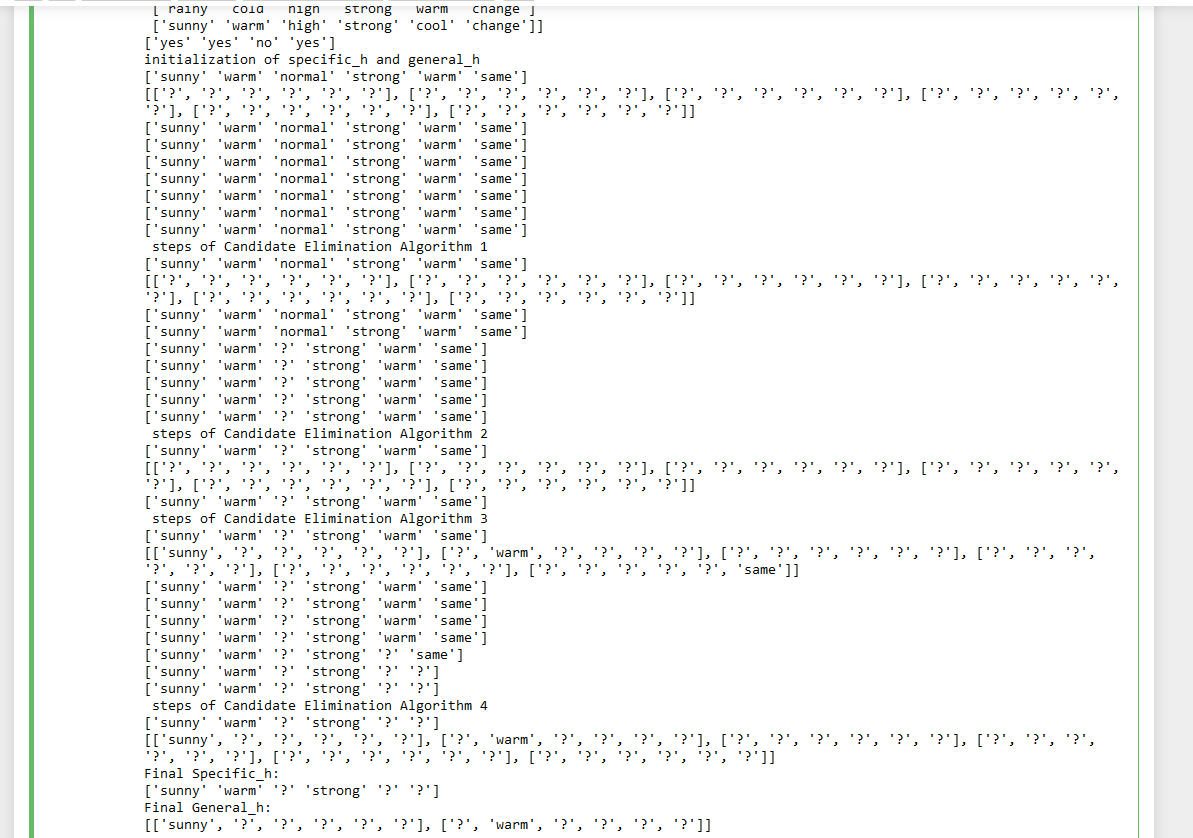 [ rainy' 'cold' 'high' 'strong' 'warm' 'change']
['sunny' 'warm' 'high' 'strong' 'cool' 'change']]
['yes' 'yes' 'no' 'yes']
initialization of specific_h and general_h
['sunny' 'warm' 'normal' 'strong' 'warm' 'same']
[['?', '?', '?', '?', '?', '?'], ['?', '?', '?', '?', '?', '?'], ['?', '?', '?', '?', '?', '?'], ['?', '?', '?', '?', '?',
'?'], ['?', '?', '?', '?', '?', '?'], ['?', '?', '?', '?', '?', '?']]
['sunny' 'warm' 'normal' 'strong' 'warm' 'same']
['sunny' 'warm' 'normal' 'strong' 'warm' 'same']
['sunny' 'warm' 'normal' 'strong' 'warm' 'same']
['sunny' 'warm' 'normal' 'strong' 'warm' 'same']
['sunny' 'warm' 'normal' 'strong' 'warm' 'same']
['sunny' 'warm' 'normal' 'strong' 'warm' 'same']
['sunny' 'warm' 'normal' 'strong' 'warm' 'same']
steps of Candidate Elimination Algorithm 1
['sunny' 'warm' 'normal' 'strong' 'warm' 'same']
[['?', '?', '?', '?', '?', '?'], ['?', '?', '?', '?', '?', '?'], ['?', '?', '?', '?', '?', '?'], ['?', '?', '?', '?', '?',
'?'], ['?', '?', '?', '?', '?', '?'], ['?', '?', '?', '?', '?', '?']]
['sunny' 'warm' 'normal' 'strong' 'warm' 'same']
['sunny' 'warm' 'normal' 'strong' 'warm' 'same']
['sunny' 'warm' '?' 'strong' 'warm' 'same']
['sunny' 'warm' '?' 'strong' 'warm' 'same']
['sunny' 'warm' '?' 'strong' 'warm' 'same']
['sunny' 'warm' '?' 'strong' 'warm' 'same']
['sunny' 'warm' '?' 'strong' 'warm' 'same']
steps of Candidate Elimination Algorithm 2
['sunny' 'warm' '?' 'strong' 'warm' 'same']
[['?', '?', '?', '?', '?', '?'], ['?', '?', '?', '?', '?', '?'], ['?', '?', '?', '?', '?', '?'], ['?', '?', '?', '?', '?',
'?'], ['?', '?', '?', '?', '?', '?'], ['?', '?', '?', '?', '?', '?']]
['sunny' 'warm' '?' 'strong' 'warm' 'same']
steps of Candidate Elimination Algorithm 3
['sunny' 'warm' '?' 'strong' 'warm' 'same']
[['sunny', '?', '?', '?', '?', '?'], ['?', 'warm', '?', '?', '?', '?'], ['?', '?', '?', '?', '?', '?'], ['?', '?', '?',
'?', '?', '?'], ['?', '?', '?', '?', '?', '?'], ['?', '?', '?', '?', '?', 'same']]
['sunny' 'warm' '?' 'strong' 'warm' 'same']
['sunny' 'warm' '?' 'strong' 'warm' 'same']
['sunny' 'warm' '?' 'strong' 'warm' 'same']
['sunny' 'warm' '?' 'strong' 'warm' 'same']
['sunny' 'warm' '?' 'strong' '?' 'same']
['sunny' 'warm' '?' 'strong' '?' '?']
['sunny' 'warm' '?' 'strong' '?' '?']
steps of Candidate Elimination Algorithm 4
['sunny' 'warm' '?' 'strong' '?' '?']
[['sunny', '?', '?', '?', '?', '?'], ['?', 'warm', '?', '?', '?', '?'], ['?', '?', '?', '?', '?', '?'], ['?', '?', '?',
'?', '?', '?'], ['?', '?', '?', '?', '?', '?'], ['?', '?', '?', '?', '?', '?']]
Final Specific_h:
['sunny' 'warm' '?' 'strong' '?' '?']
Final General_h:
[['sunny', '?', '?', '?', '?', '?'], ['?', 'warm', '?', '?', '?', '?']]